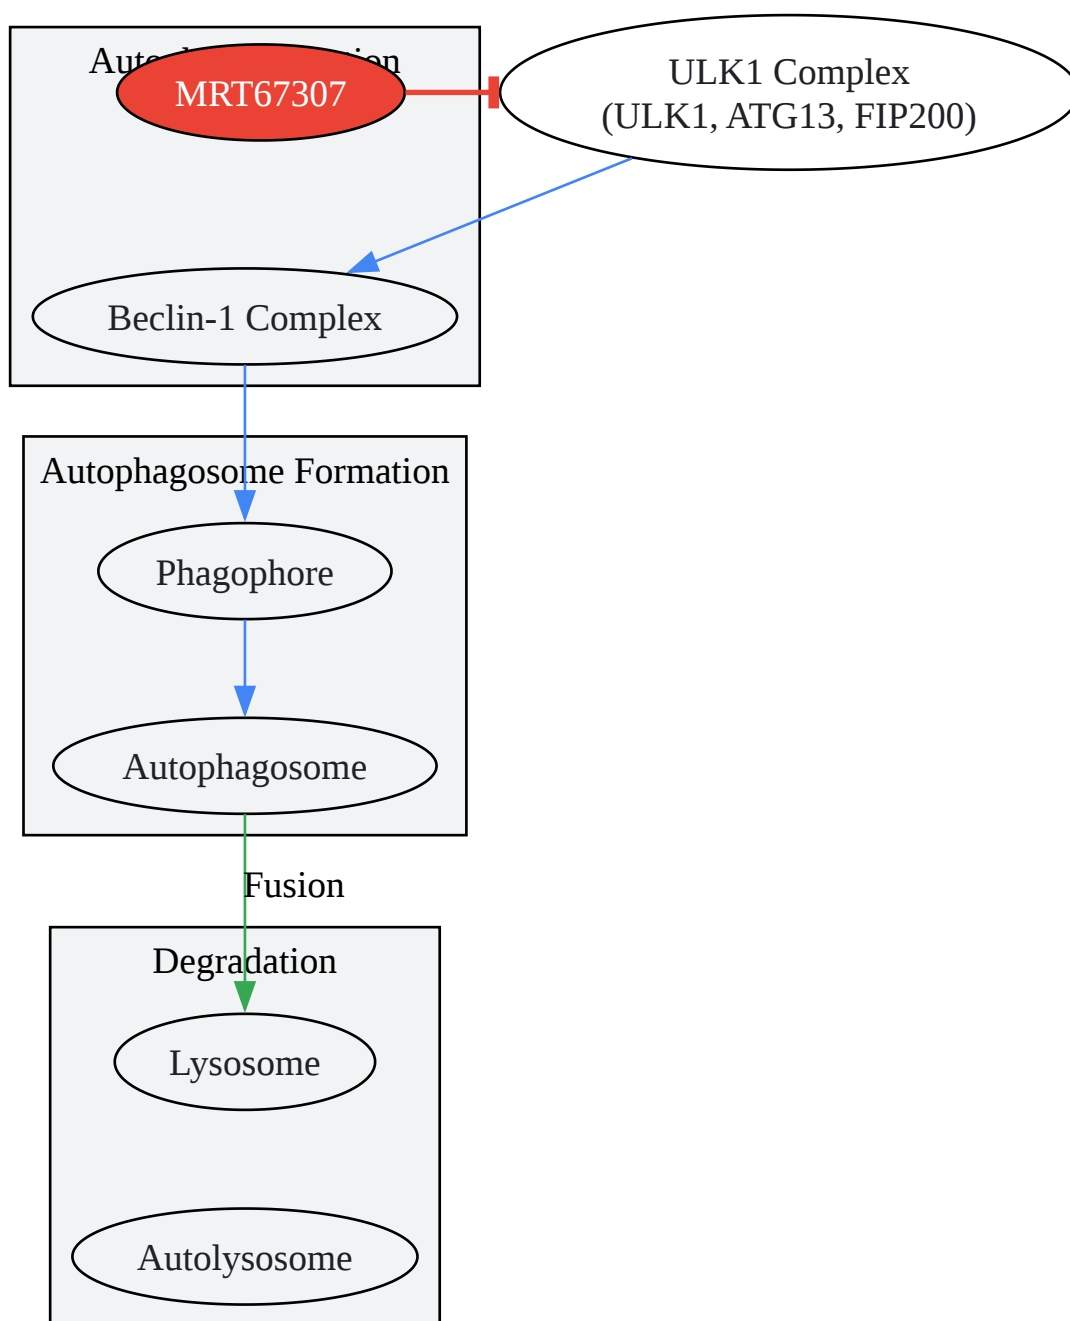 MRT67307
ULK1 Complex
(ULK1, ATG13, FIP200)
Beclin-1 Complex
Autophagosome Formation
Phagophore
Autophagosome
Fusion
Degradation
Lysosome
Autolysosome